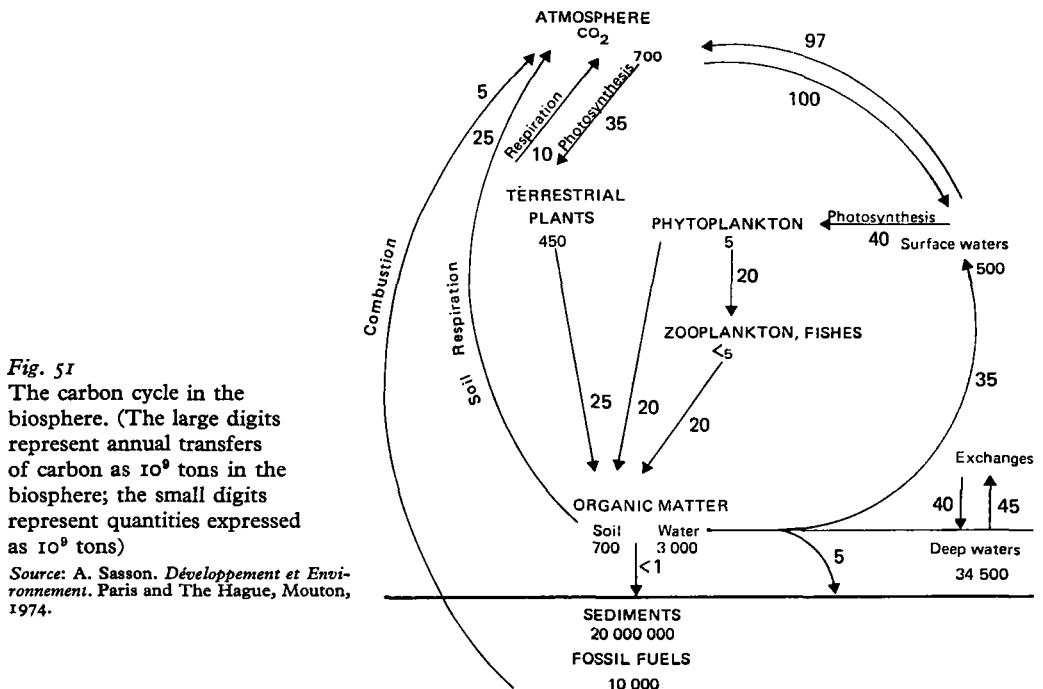 ATMOSPHERE
CO2
700
97
100
5
25
Respiration
10
Photosynthesis
35
TERRESTRIAL
PLANTS
450
PHYTOPLANKTON
5
Photosynthesis
40
Surface waters
500
20
ZOOPLANKTON, FISHES
<5
Combustion
Soil Respiration
25
20
20
35
Exchanges
40
45
ORGANIC MATTER
Soil
700
Water
3 000
<1
5
Deep waters
34 500
SEDIMENTS
20 000 000
FOSSIL FUELS
10 000
Fig. 51
The carbon cycle in the
biosphere. (The large digits
represent annual transfers
of carbon as 10⁹ tons in the
biosphere; the small digits
represent quantities expressed
as 10⁹ tons)
Source: A. Sasson. Développement et Envi-
ronnement. Paris and The Hague, Mouton,
1974.